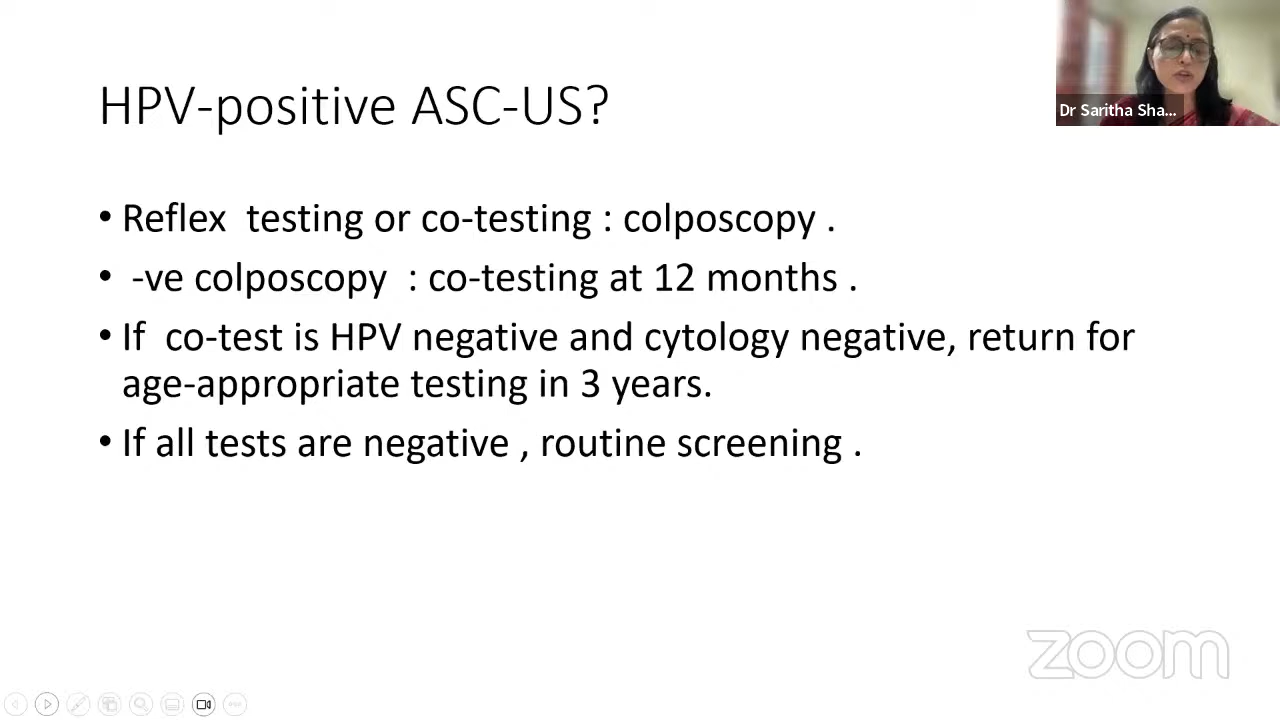 HPV-positive ASC-US?
Dr Saritha Sha...
• Reflex  testing or co-testing : colposcopy .
•  -ve colposcopy  : co-testing at 12 months .
• If  co-test is HPV negative and cytology negative, return for
age-appropriate testing in 3 years.
• If all tests are negative , routine screening .
zoom